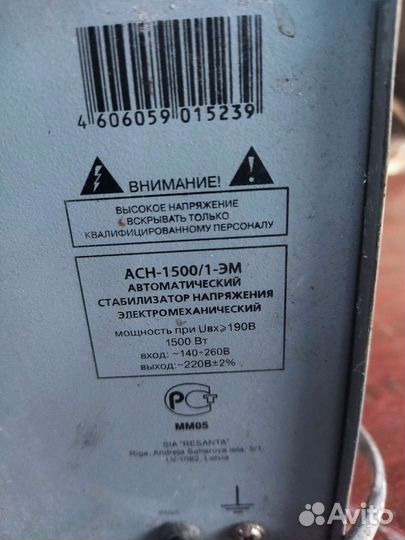 4 606059 015239
ВНИМАНИЕ!
ВЫСОКОЕ НАПРЯЖЕНИЕ
ВСКРЫВАТЬ ТОЛЬКО
КВАЛИФИЦИРОВАННОМУ ПЕРСОНАЛУ
АСН-1500/1-ЭМ
АВТОМАТИЧЕСКИЙ
СТАБИЛИЗАТОР НАПРЯЖЕНИЯ
ЭЛЕКТРОМЕХАНИЧЕСКИЙ
мощность при Uвх≥190В
1500 Вт
вход: ~140÷260В
выход:~220В±2%
РСТ
ММ05
SIA "RESANTA"
Riga, Andreja Saharova iela, 5/1,
LV-1082, Latvia
Avito